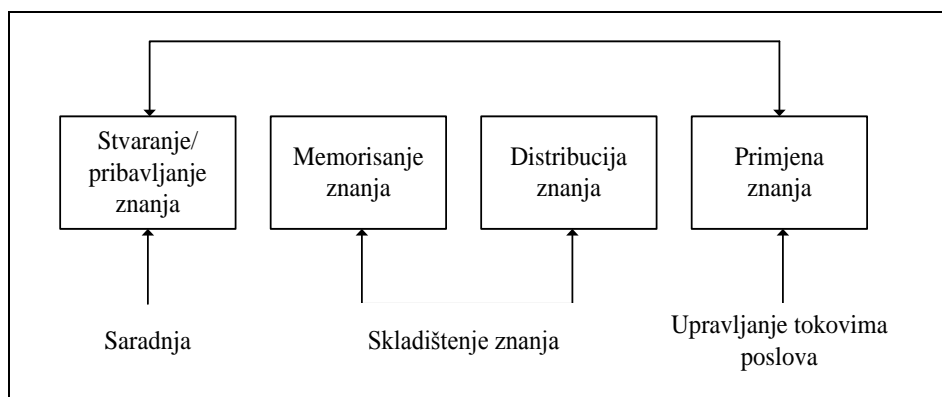 Stvaranje/
pribavljanje
znanja
Memorisanje
znanja
Distribucija
znanja
Primjena
znanja
Saradnja
Skladištenje znanja
Upravljanje tokovima
poslova